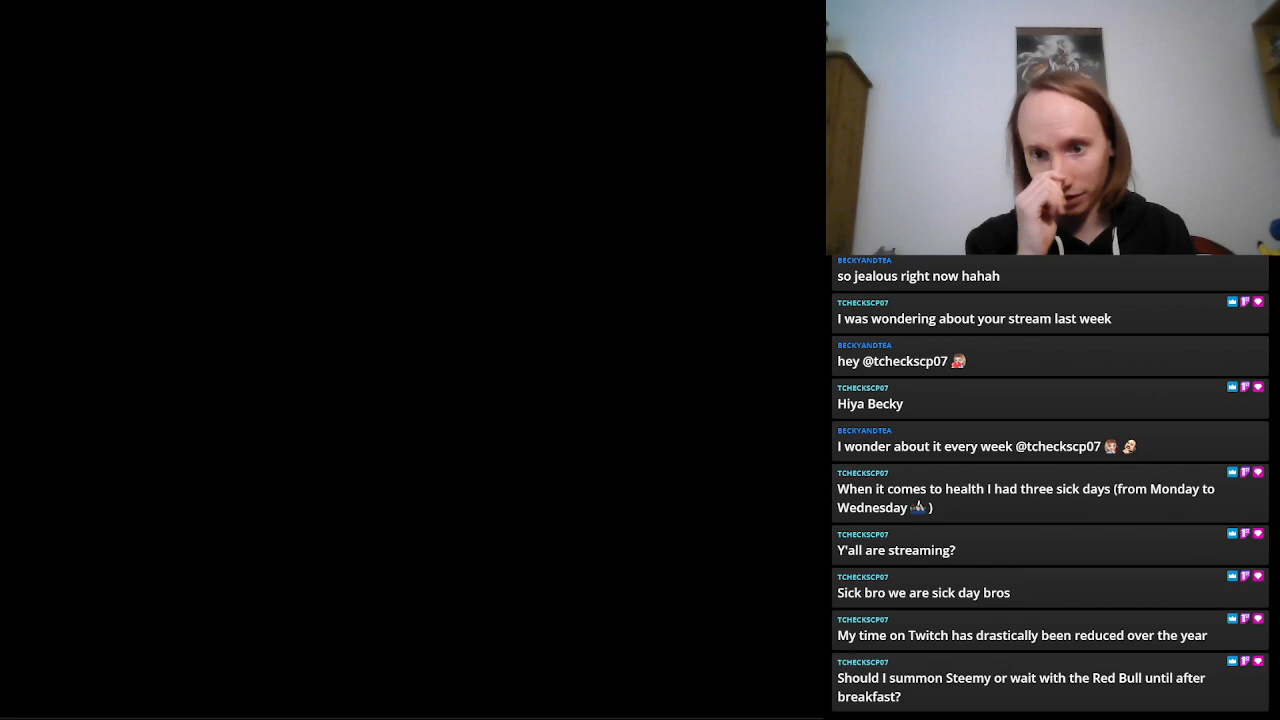 BECKYANDTEA
so jealous right now hahah
TCHECKSCP07
I was wondering about your stream last week
BECKYANDTEA
hey @tcheckscp07
TCHECKSCP07
Hiya Becky
BECKYANDTEA
I wonder about it every week @tcheckscp07
TCHECKSCP07
When it comes to health I had three sick days (from Monday to
Wednesday )
TCHECKSCP07
Y'all are streaming?
TCHECKSCP07
Sick bro we are sick day bros
TCHECKSCP07
My time on Twitch has drastically been reduced over the year
TCHECKSCP07
Should I summon Steemy or wait with the Red Bull until after
breakfast?